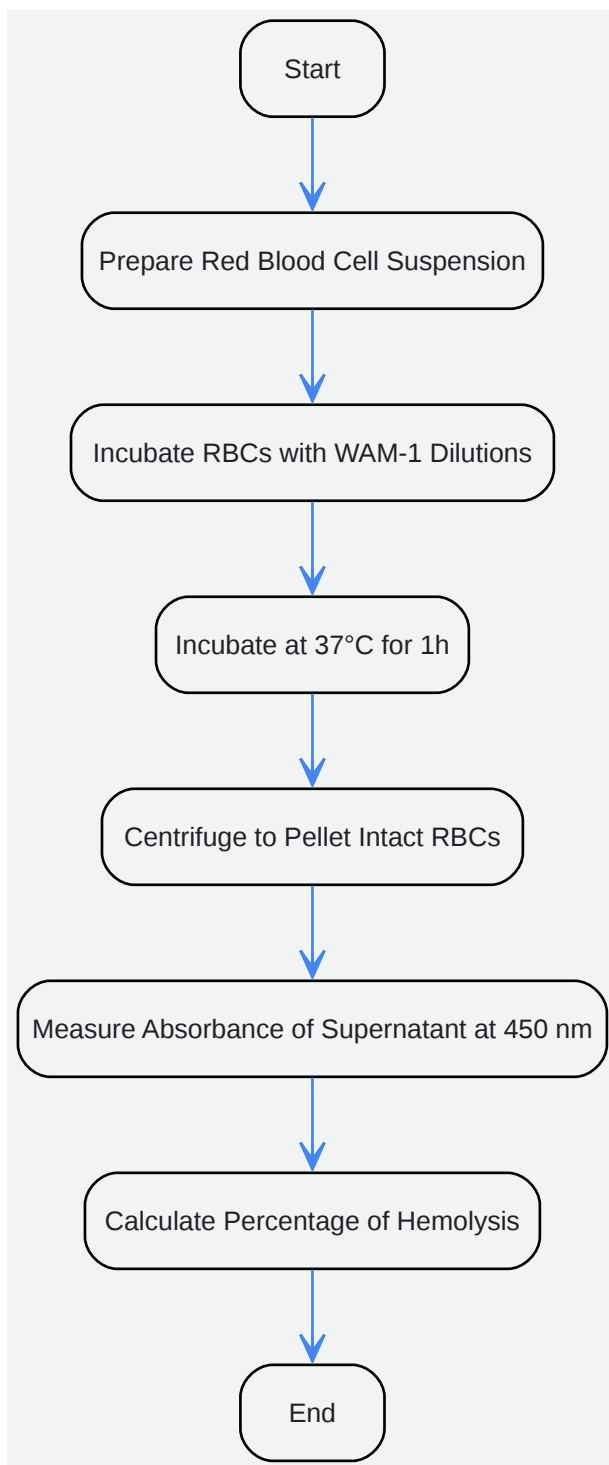 Start
Prepare Red Blood Cell Suspension
Incubate RBCs with WAM-1 Dilutions
Incubate at 37°C for 1h
Centrifuge to Pellet Intact RBCs
Measure Absorbance of Supernatant at 450 nm
Calculate Percentage of Hemolysis
End